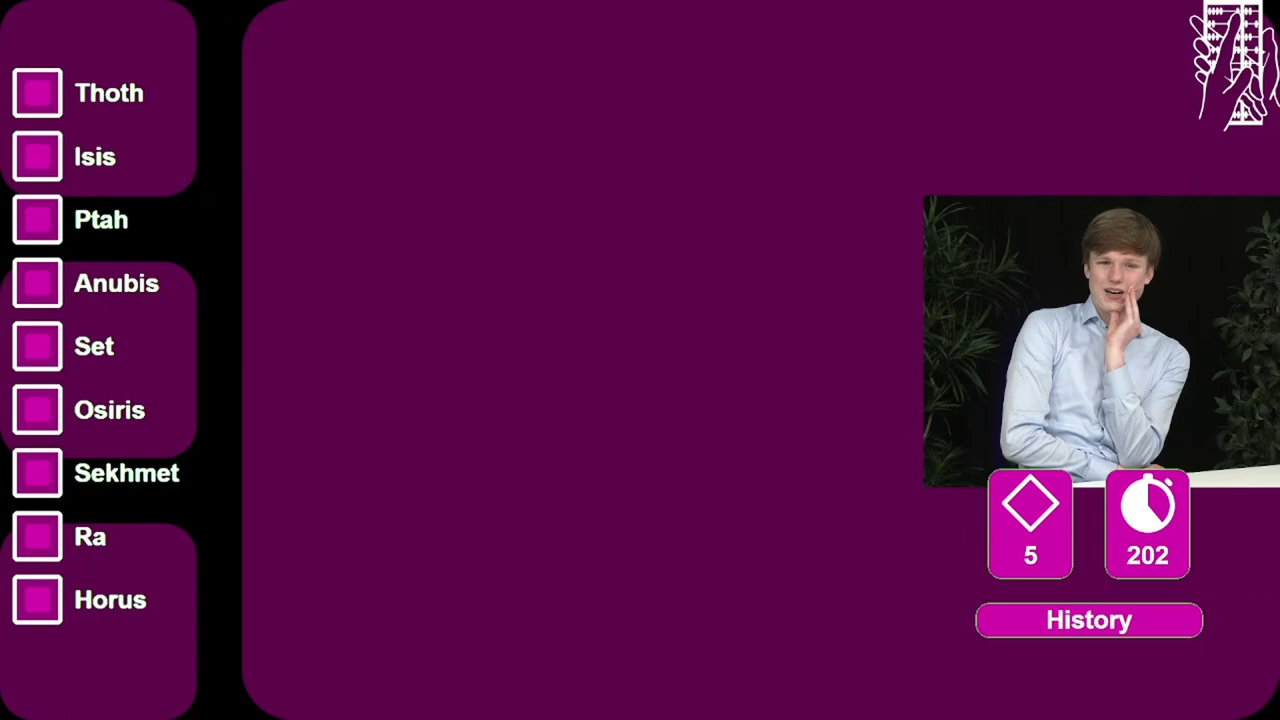 Thoth
Isis
Ptah
Anubis
Set
Osiris
Sekhmet
Ra
Horus
5
202
History